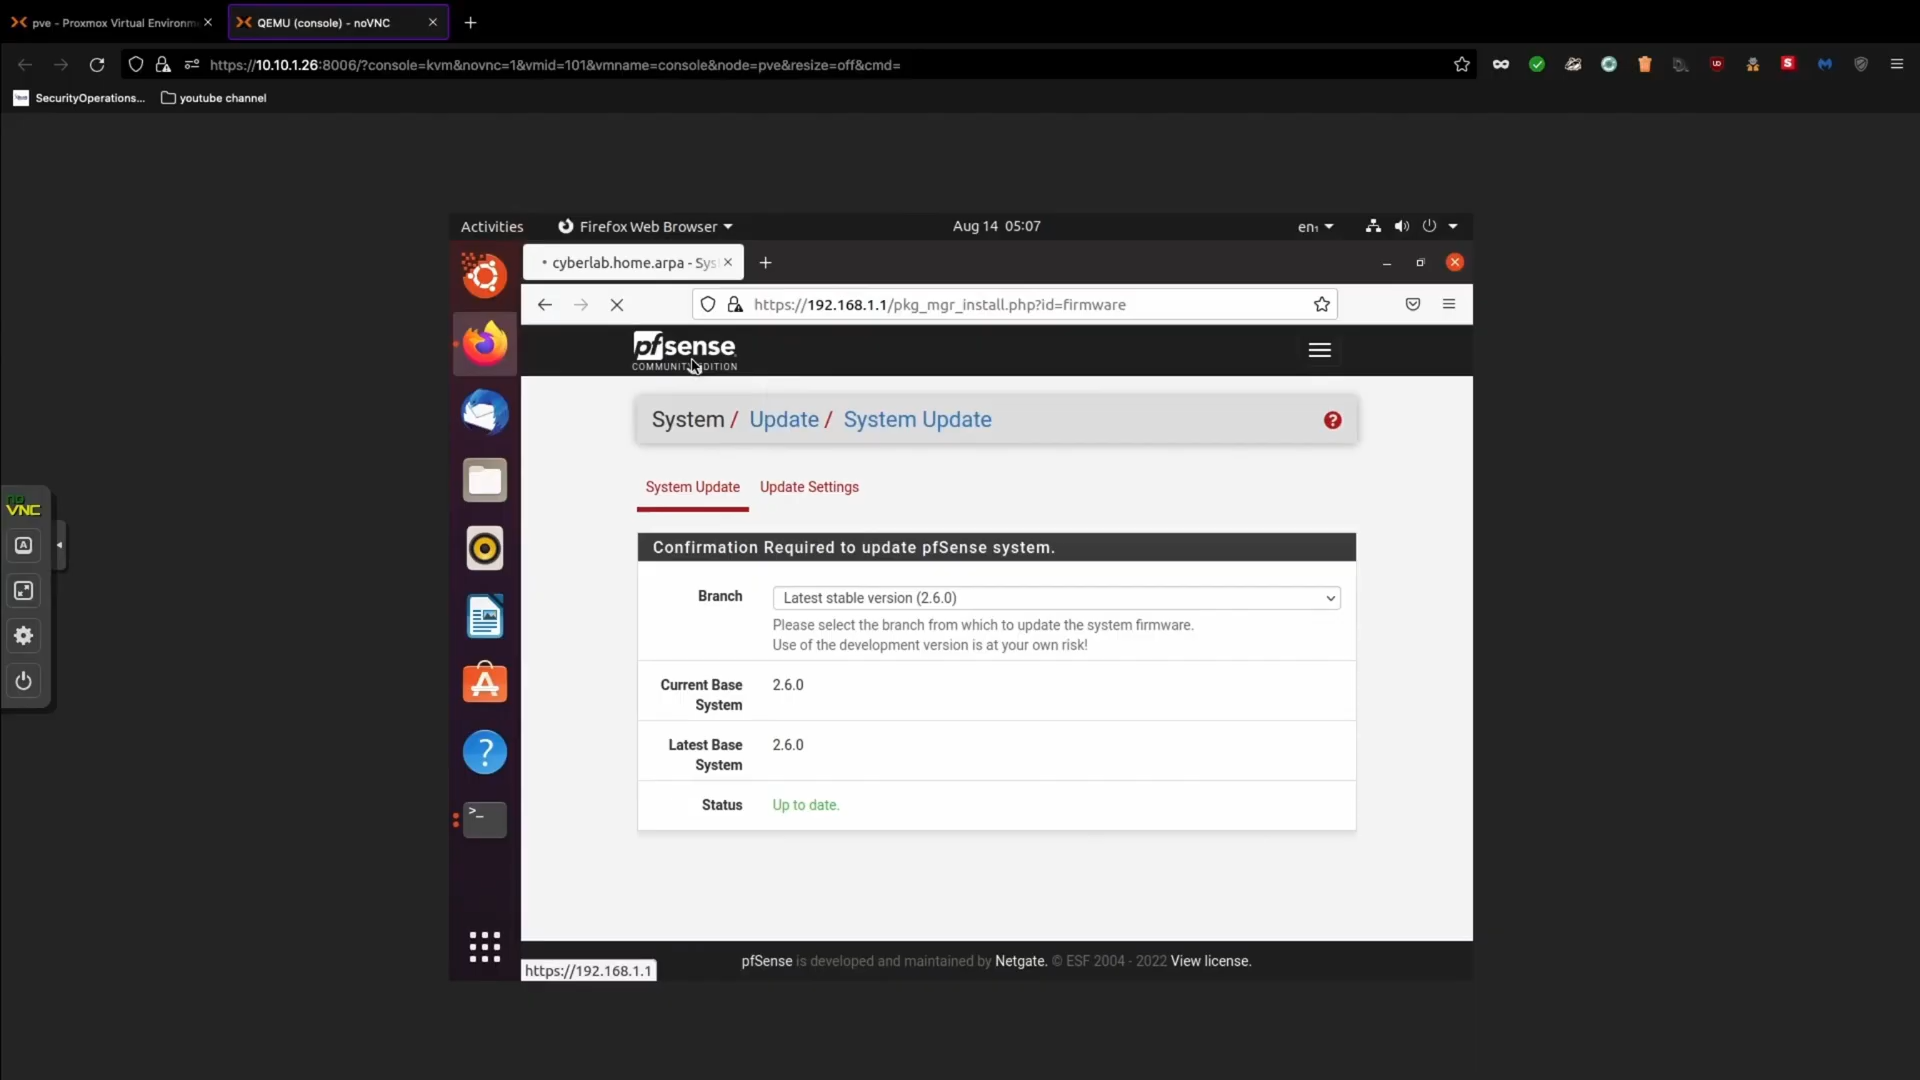 pve - Proxmox Virtual Environm
QEMU (console) - noVNC
https://10.10.1.26:8006/?console=kvm&novnc=1&vmid=101&vmname=console&node=pve&resize=off&cmd=
SecurityOperations...
youtube channel
Activities
Firefox Web Browser
Aug 14 05:07
en₁
cyberlab.home.arpa - Sys
https://192.168.1.1/pkg_mgr_install.php?id=firmware
pfsense
COMMUNITY EDITION
System / Update / System Update
System Update
Update Settings
Confirmation Required to update pfSense system.
Branch
Latest stable version (2.6.0)
Please select the branch from which to update the system firmware.
Use of the development version is at your own risk!
Current Base System
2.6.0
Latest Base System
2.6.0
Status
Up to date.
no
VNC
A
https://192.168.1.1
pfSense is developed and maintained by Netgate. © ESF 2004 - 2022 View license.